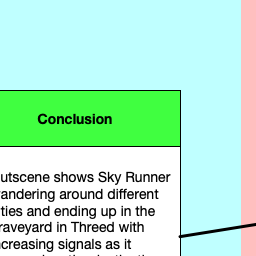 Conclusion
utscene shows Sky Runner
andering around different
ties and ending up in the
raveyard in Threed with
creasing signals as it